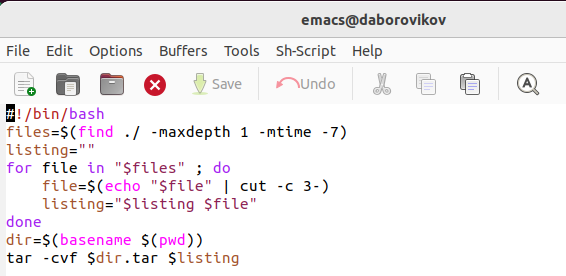 emacs@daborovikov
File Edit Options Buffers Tools Sh-Script Help
Save Undo
#!/bin/bash
files=$(find ./ -maxdepth 1 -mtime -7)
listing=""
for file in "$files" ; do
    file=$(echo "$file" | cut -c 3-)
    listing="$listing $file"
done
dir=$(basename $(pwd))
tar -cvf $dir.tar $listing